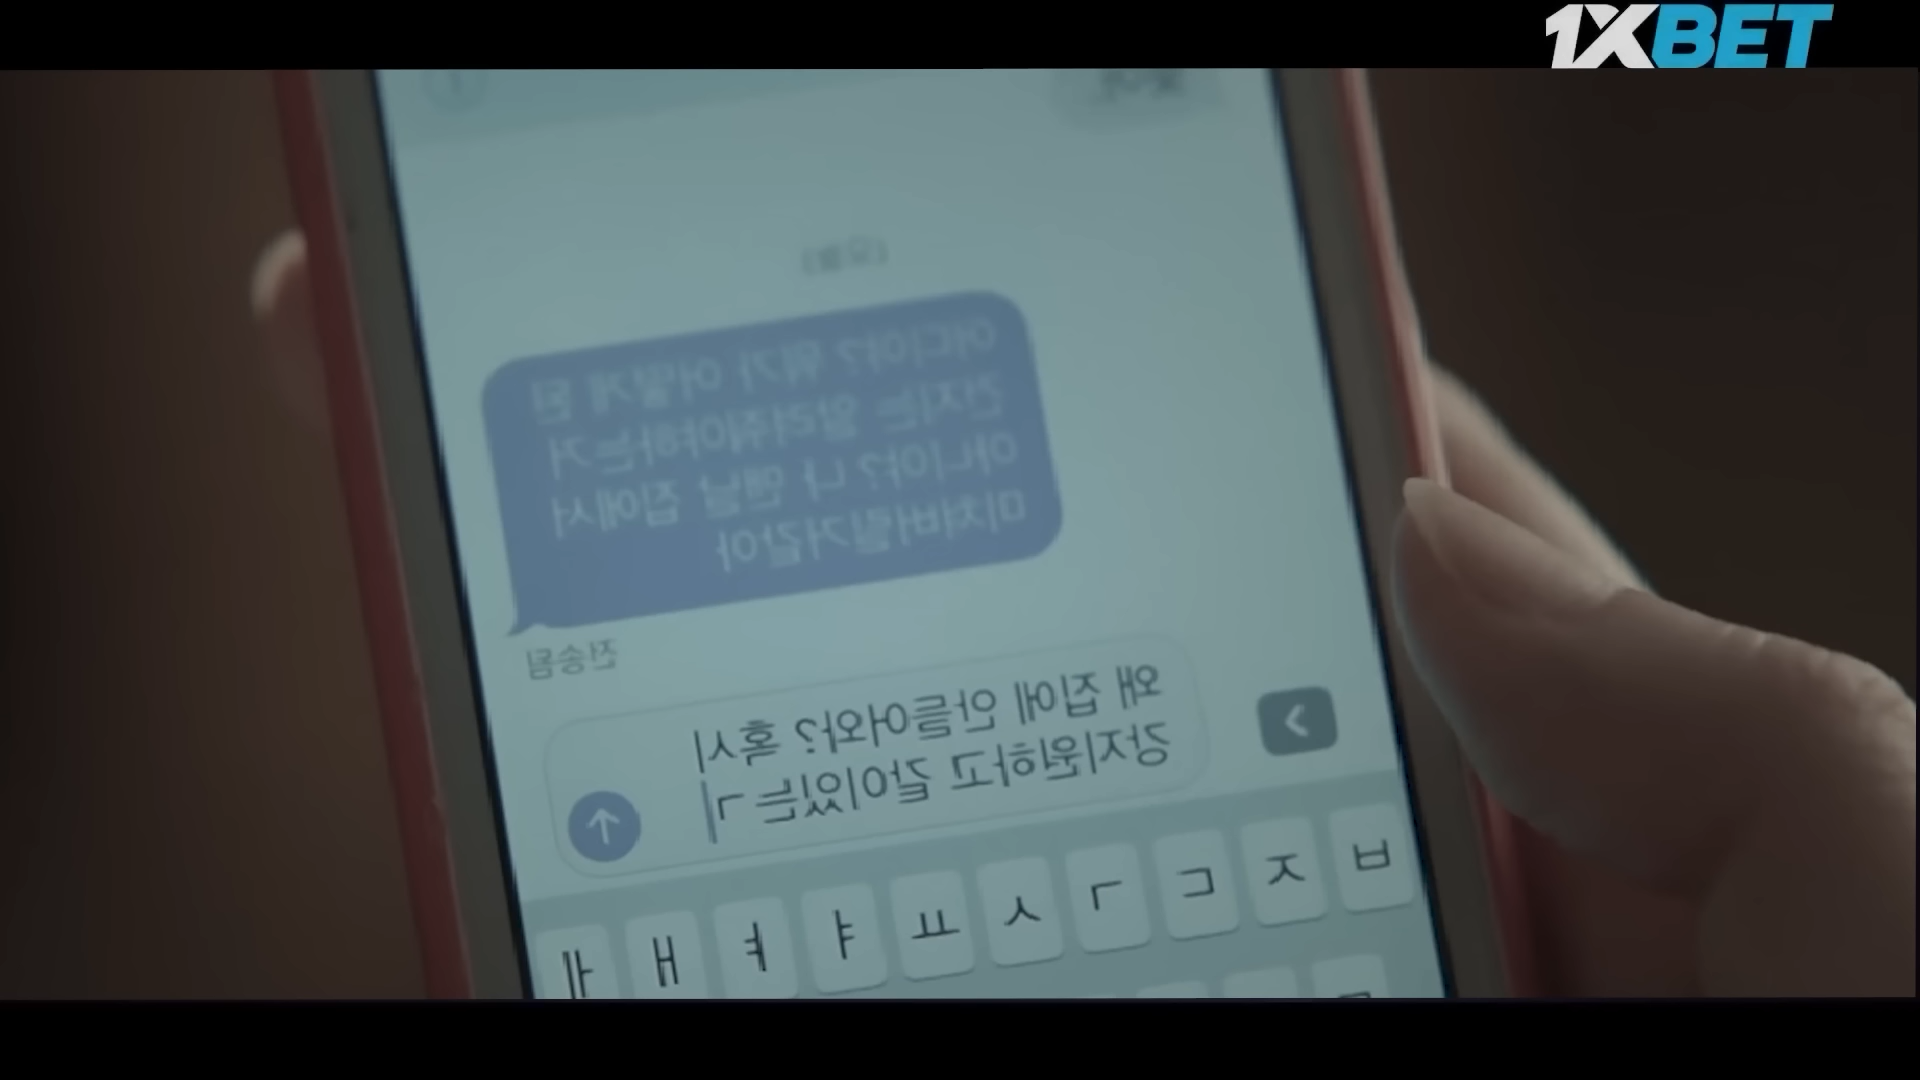 1XBET
(오늘)
어디야? 뭐가 어떻게 된
건지는 알려줘야하는거
아니야? 나 맨날 집에서
미쳐버릴거같아
전송됨
왜 집에 안들어와? 혹시
강지원하고 같이있는ㄱ
ㅂ ㅈ ㄷ ㄱ ㅅ ㅛ ㅕ ㅑ ㅐ ㅔ